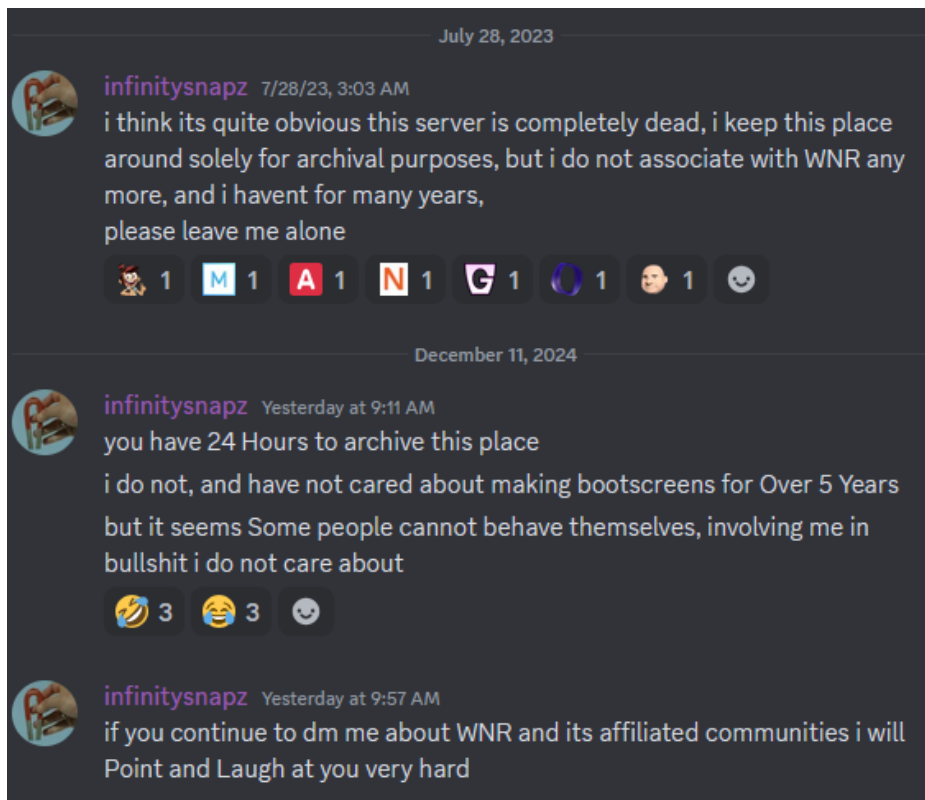 July 28, 2023
infinitysnapz 7/28/23, 3:03 AM
i think its quite obvious this server is completely dead, i keep this place
around solely for archival purposes, but i do not associate with WNR any
more, and i havent for many years,
please leave me alone
1 M 1 A 1 N 1 G 1 O 1 1
December 11, 2024
infinitysnapz Yesterday at 9:11 AM
you have 24 Hours to archive this place
i do not, and have not cared about making bootscreens for Over 5 Years
but it seems Some people cannot behave themselves, involving me in
bullshit i do not care about
3 3
infinitysnapz Yesterday at 9:57 AM
if you continue to dm me about WNR and its affiliated communities i will
Point and Laugh at you very hard